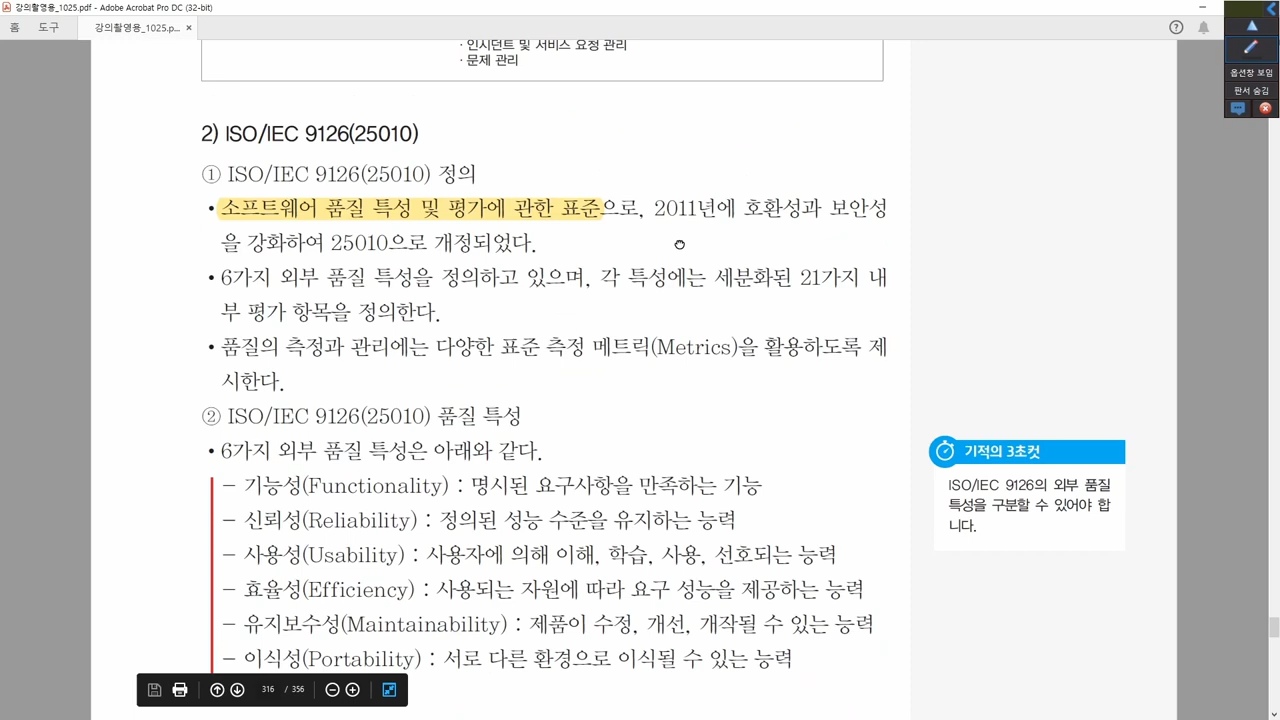 강의촬영용_1025.pdf - Adobe Acrobat Pro DC (32-bit)
홈 도구 강의촬영용_1025.p... ×
옵션창 보임
판서 숨김
· 인시던트 및 서비스 요청 관리
· 문제 관리
2) ISO/IEC 9126(25010)
① ISO/IEC 9126(25010) 정의
• 소프트웨어 품질 특성 및 평가에 관한 표준으로, 2011년에 호환성과 보안성
을 강화하여 25010으로 개정되었다.
• 6가지 외부 품질 특성을 정의하고 있으며, 각 특성에는 세분화된 21가지 내
부 평가 항목을 정의한다.
• 품질의 측정과 관리에는 다양한 표준 측정 메트릭(Metrics)을 활용하도록 제
시한다.
② ISO/IEC 9126(25010) 품질 특성
• 6가지 외부 품질 특성은 아래와 같다.
– 기능성(Functionality) : 명시된 요구사항을 만족하는 기능
– 신뢰성(Reliability) : 정의된 성능 수준을 유지하는 능력
– 사용성(Usability) : 사용자에 의해 이해, 학습, 사용, 선호되는 능력
– 효율성(Efficiency) : 사용되는 자원에 따라 요구 성능을 제공하는 능력
– 유지보수성(Maintainability) : 제품이 수정, 개선, 개작될 수 있는 능력
– 이식성(Portability) : 서로 다른 환경으로 이식될 수 있는 능력
기적의 3초컷
ISO/IEC 9126의 외부 품질
특성을 구분할 수 있어야 합
니다.
316 / 356